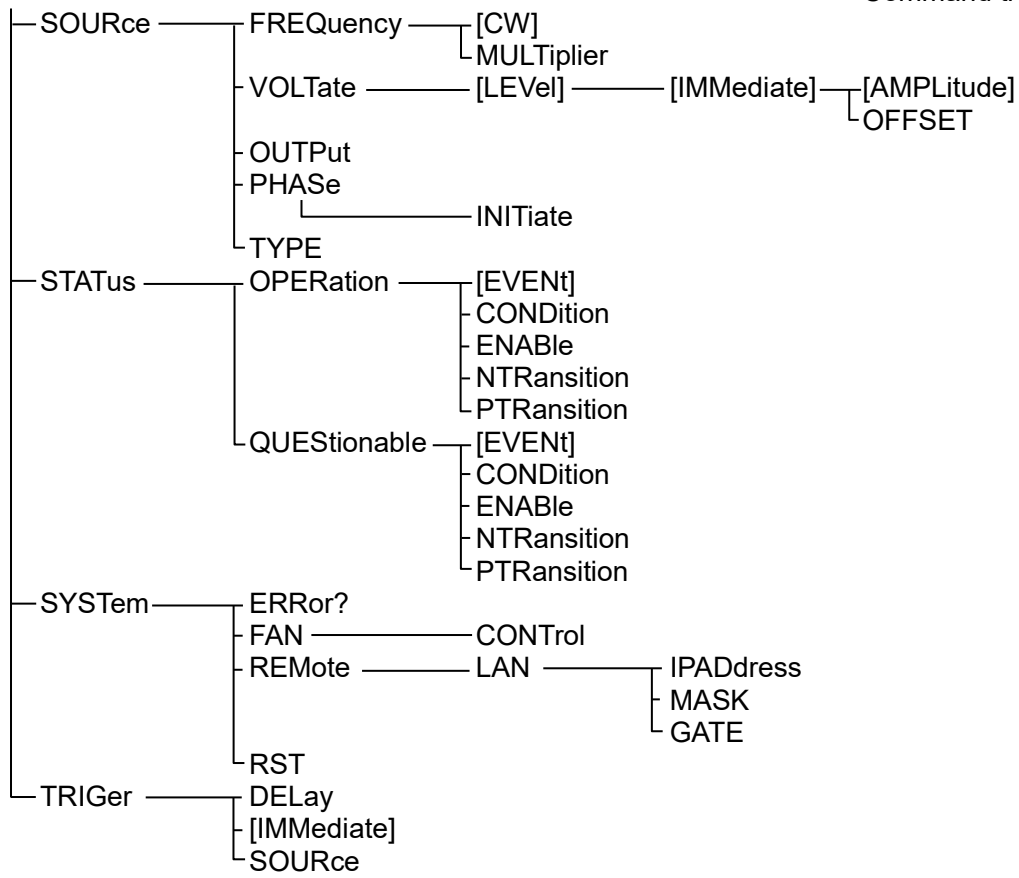 SOURce FREQuency [CW]
MULTiplier
VOLTate [LEVel] [IMMediate] [AMPLitude]
OFFSET
OUTPut
PHASe
INITiate
TYPE
STATus OPERation [EVENt]
CONDition
ENABle
NTRansition
PTRansition
QUEStionable [EVENt]
CONDition
ENABle
NTRansition
PTRansition
SYSTem ERRor?
FAN CONTrol
REMote LAN IPADdress
MASK
GATE
RST
TRIGer DELay
[IMMediate]
SOURce